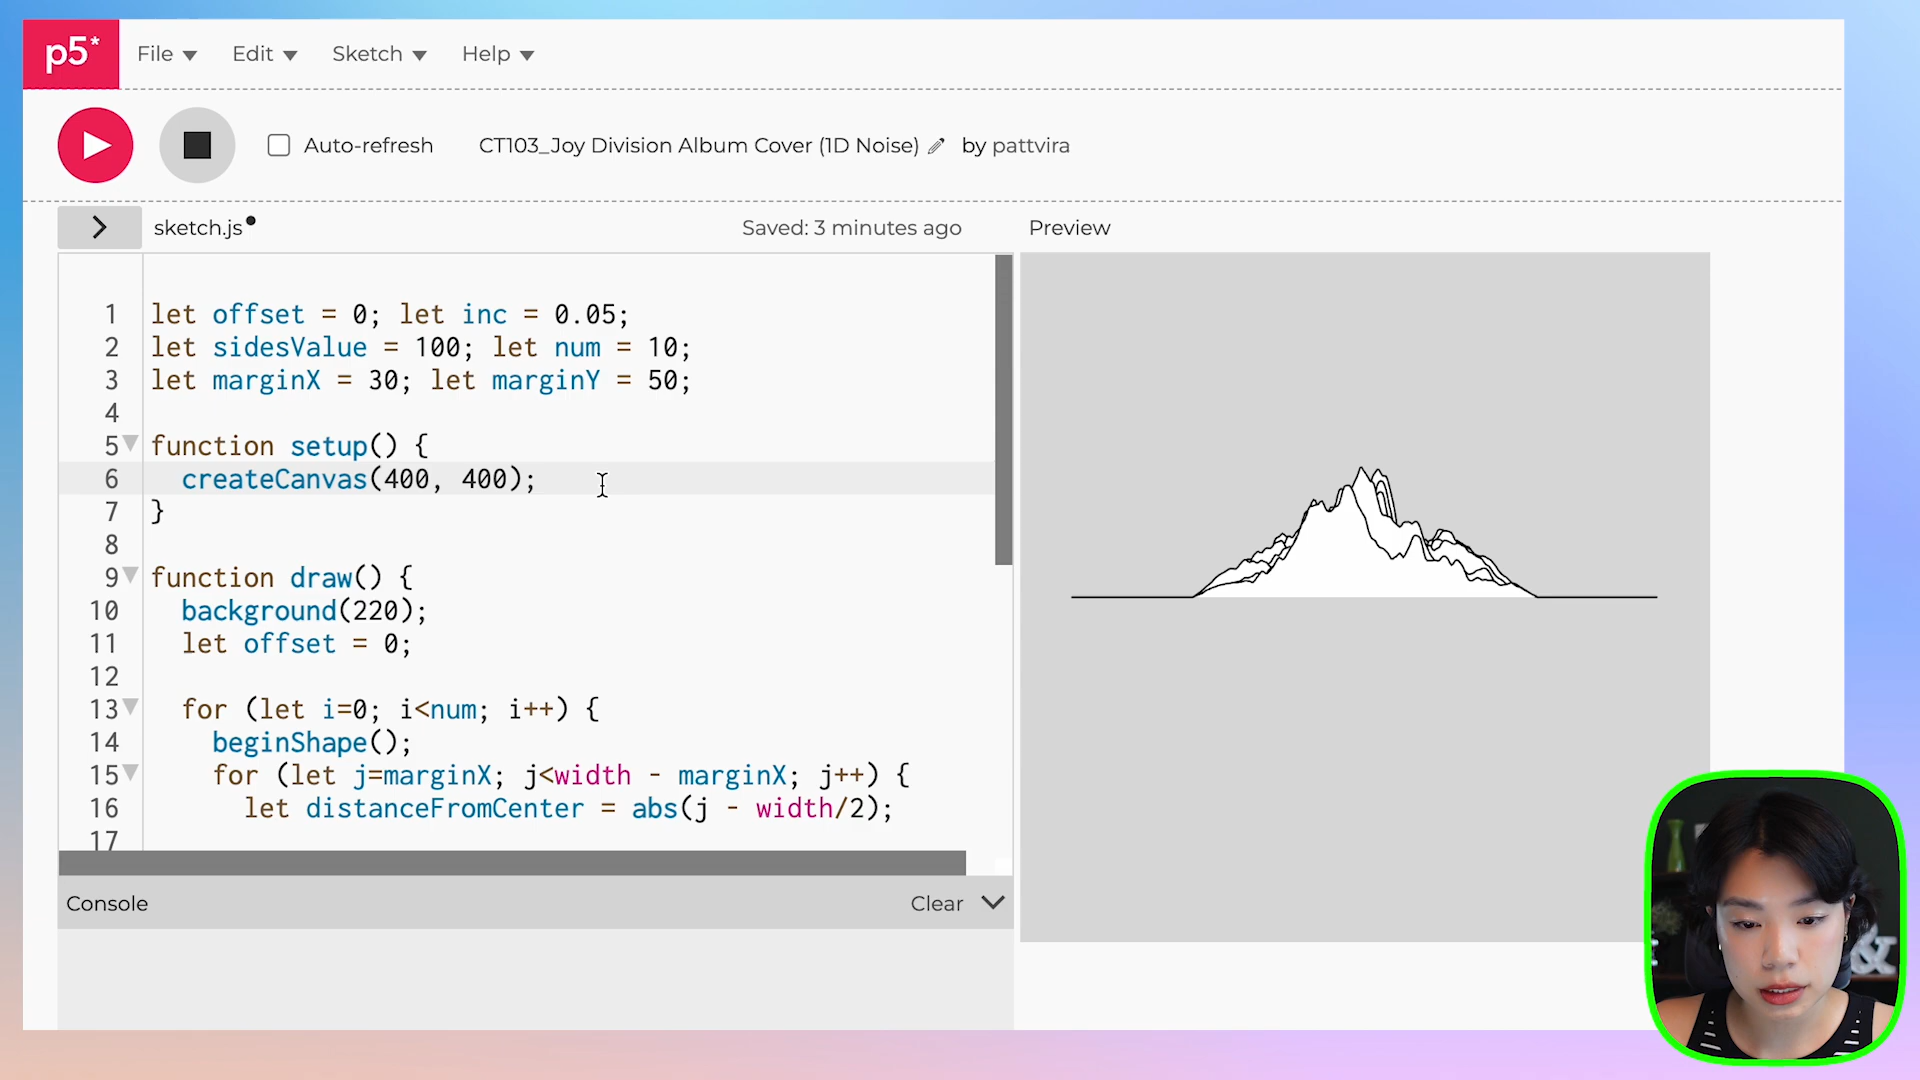 p5*
File Edit Sketch Help
Auto-refresh CT103_Joy Division Album Cover (1D Noise) by pattvira
sketch.js Saved: 3 minutes ago Preview
1 let offset = 0; let inc = 0.05;
2 let sidesValue = 100; let num = 10;
3 let marginX = 30; let marginY = 50;
4
5 function setup() {
6 createCanvas(400, 400);
7 }
8
9 function draw() {
10 background(220);
11 let offset = 0;
12
13 for (let i=0; i<num; i++) {
14 beginShape();
15 for (let j=marginX; j<width - marginX; j++) {
16 let distanceFromCenter = abs(j - width/2);
17
Console Clear
&